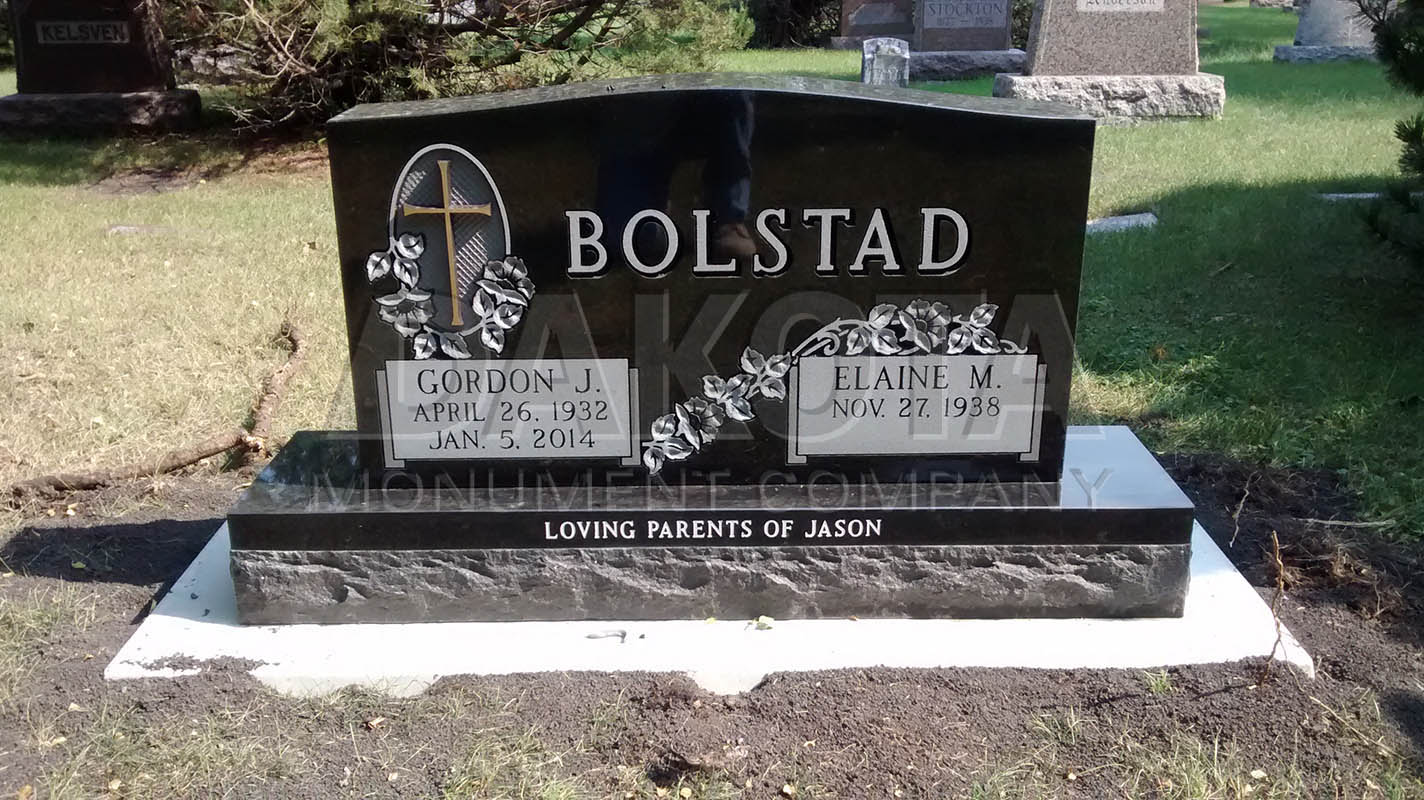 KELSVEN
STOCKTON
Anderson
BOLSTAD
GORDON J.
APRIL 26, 1932
JAN. 5, 2014
ELAINE M.
NOV. 27, 1938
DAKOTA
MONUMENT COMPANY
LOVING PARENTS OF JASON